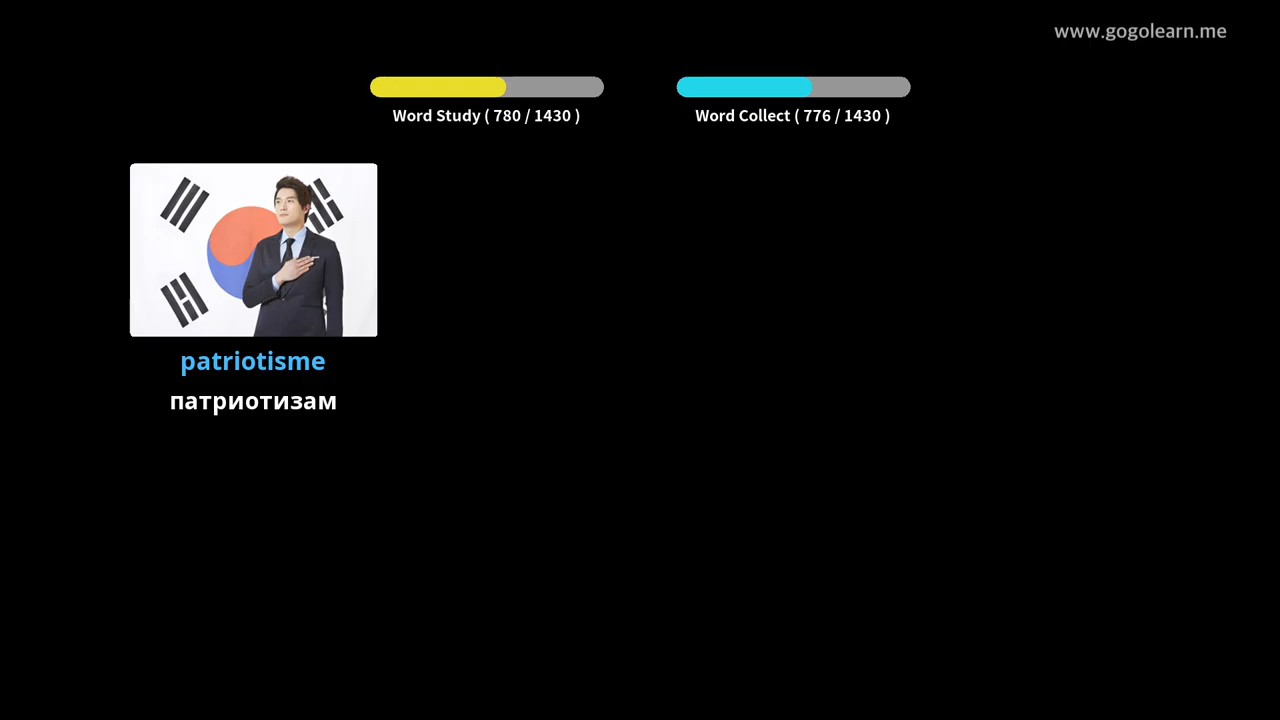 www.gogolearn.me
Word Study ( 780 / 1430 )
Word Collect ( 776 / 1430 )
patriotisme
патриотизам